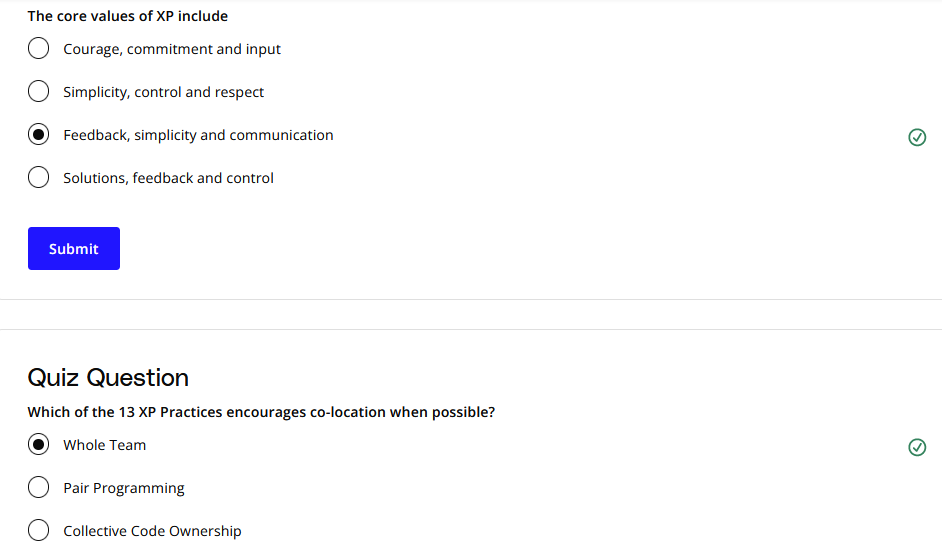 The core values of XP include
Courage, commitment and input
Simplicity, control and respect
Feedback, simplicity and communication
Solutions, feedback and control
Submit
Quiz Question
Which of the 13 XP Practices encourages co-location when possible?
Whole Team
Pair Programming
Collective Code Ownership